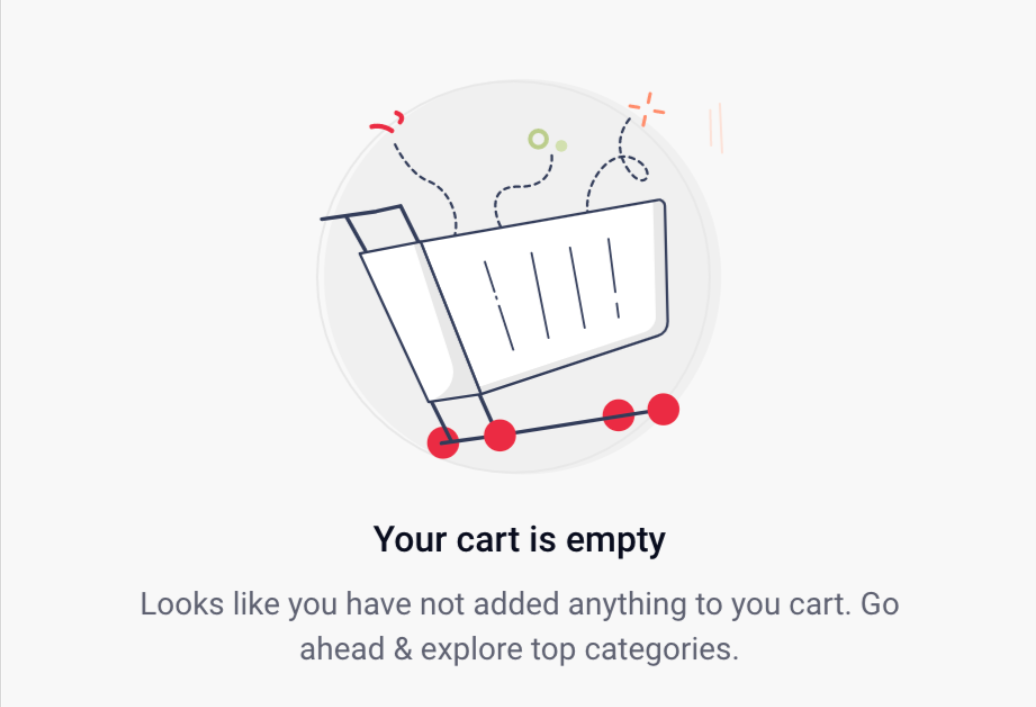 Your cart is empty
Looks like you have not added anything to you cart. Go
ahead & explore top categories.